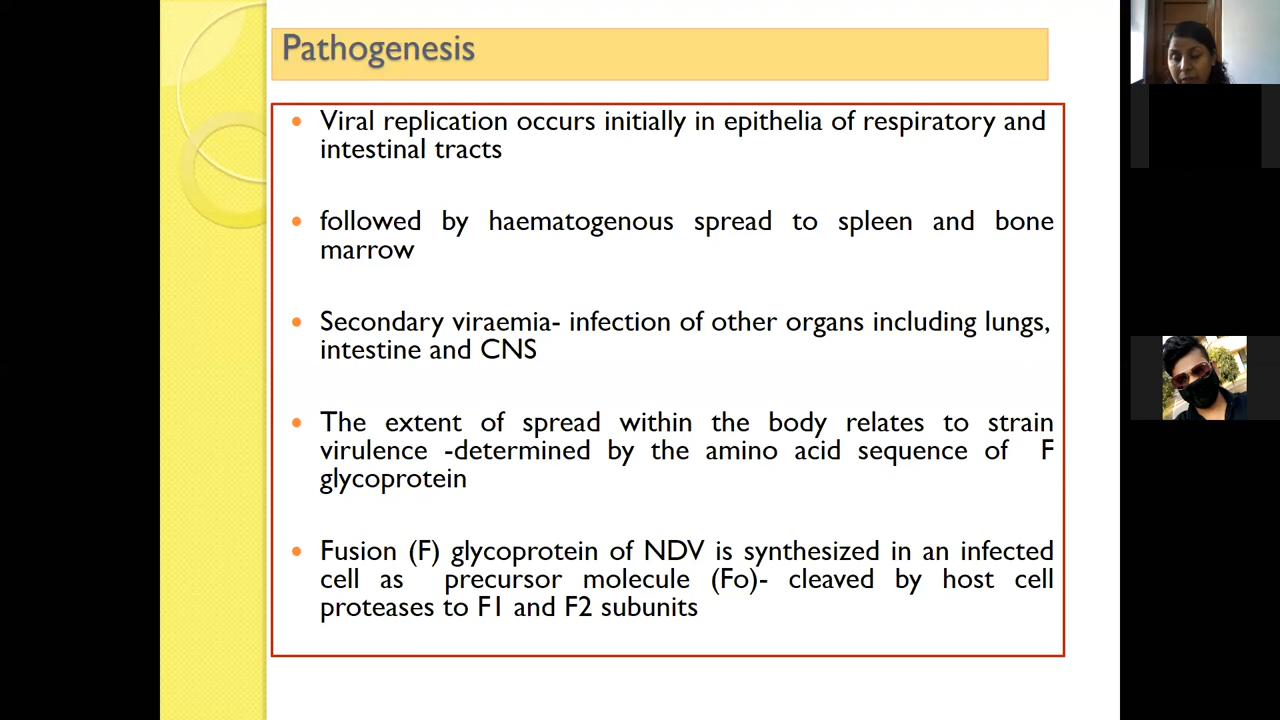 Pathogenesis
Viral replication occurs initially in epithelia of respiratory and
intestinal tracts
followed by haematogenous spread to spleen and bone
marrow
Secondary viraemia- infection of other organs including lungs,
intestine and CNS
The extent of spread within the body relates to strain
virulence -determined by the amino acid sequence of F
glycoprotein
Fusion (F) glycoprotein of NDV is synthesized in an infected
cell as precursor molecule (Fo)- cleaved by host cell
proteases to F1 and F2 subunits